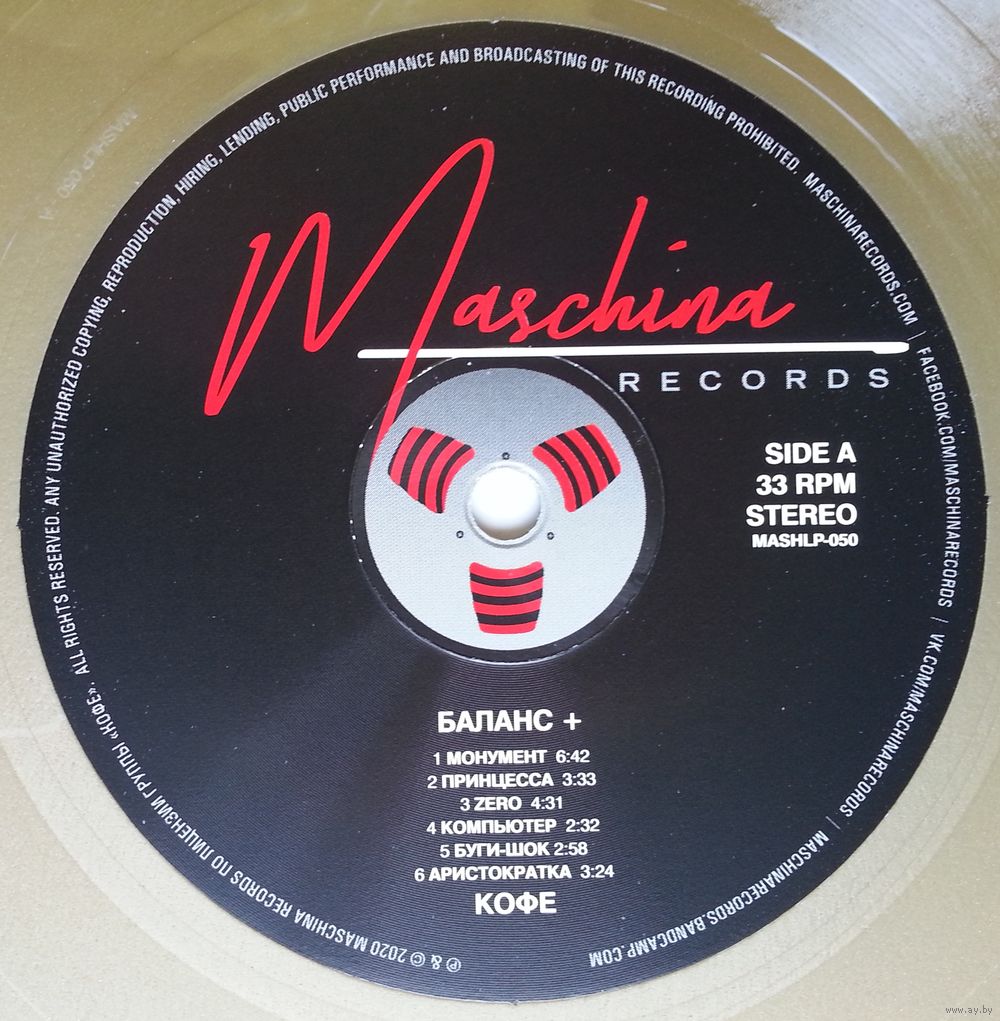 ℗ & © 2020 MASCHINA RECORDS ПО ЛИЦЕНЗИИ ГРУППЫ «КОФЕ». ALL RIGHTS RESERVED. ANY UNAUTHORIZED COPYING, REPRODUCTION, HIRING, LENDING, PUBLIC PERFORMANCE AND BROADCASTING OF THIS RECORDING PROHIBITED. MASCHINARECORDS.COM | FACEBOOK.COM/MASCHINARECORDS | VK.COM/MASCHINARECORDS | MASCHINARECORDS.BANDCAMP.COM
Maschina
RECORDS
SIDE A
33 RPM
STEREO
MASHLP-050
БАЛАНС +
1 МОНУМЕНТ 6:42
2 ПРИНЦЕССА 3:33
3 ZERO 4:31
4 КОМПЬЮТЕР 2:32
5 БУГИ-ШОК 2:58
6 АРИСТОКРАТКА 3:24
КОФЕ
www.ay.by